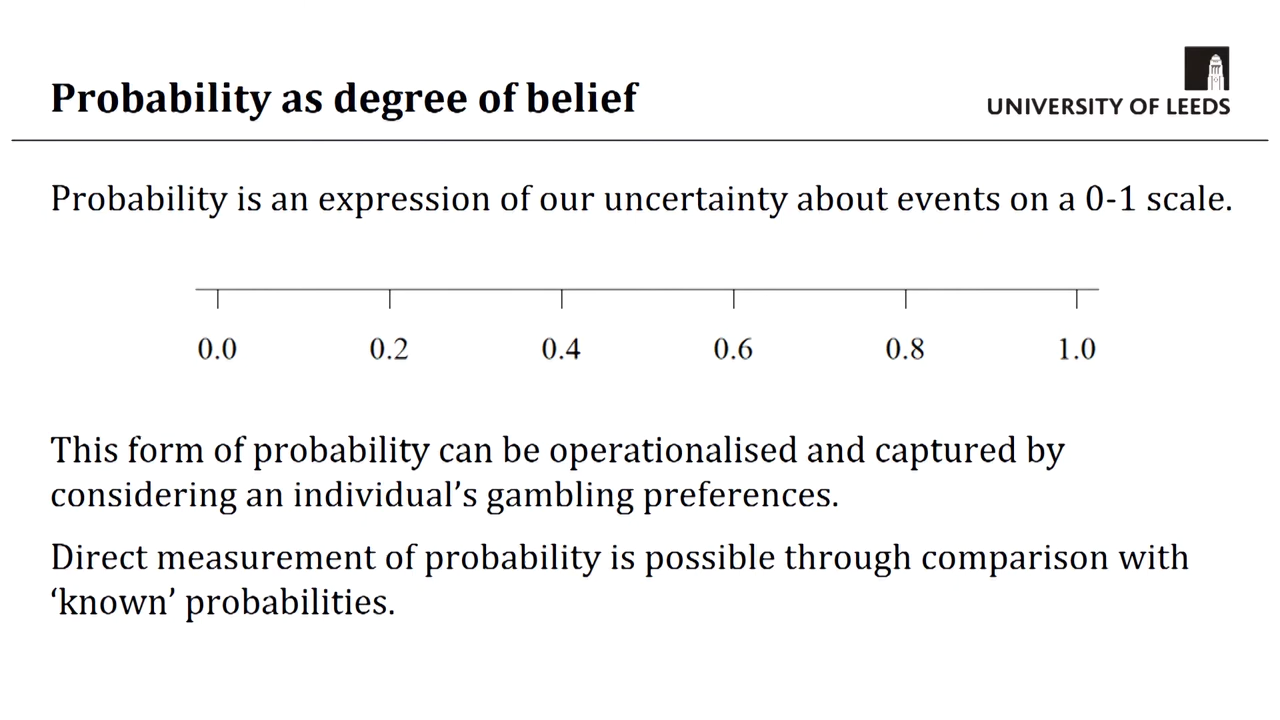 Probability as degree of belief
UNIVERSITY OF LEEDS
Probability is an expression of our uncertainty about events on a 0-1 scale.
0.0 0.2 0.4 0.6 0.8 1.0
This form of probability can be operationalised and captured by
considering an individual’s gambling preferences.
Direct measurement of probability is possible through comparison with
‘known’ probabilities.